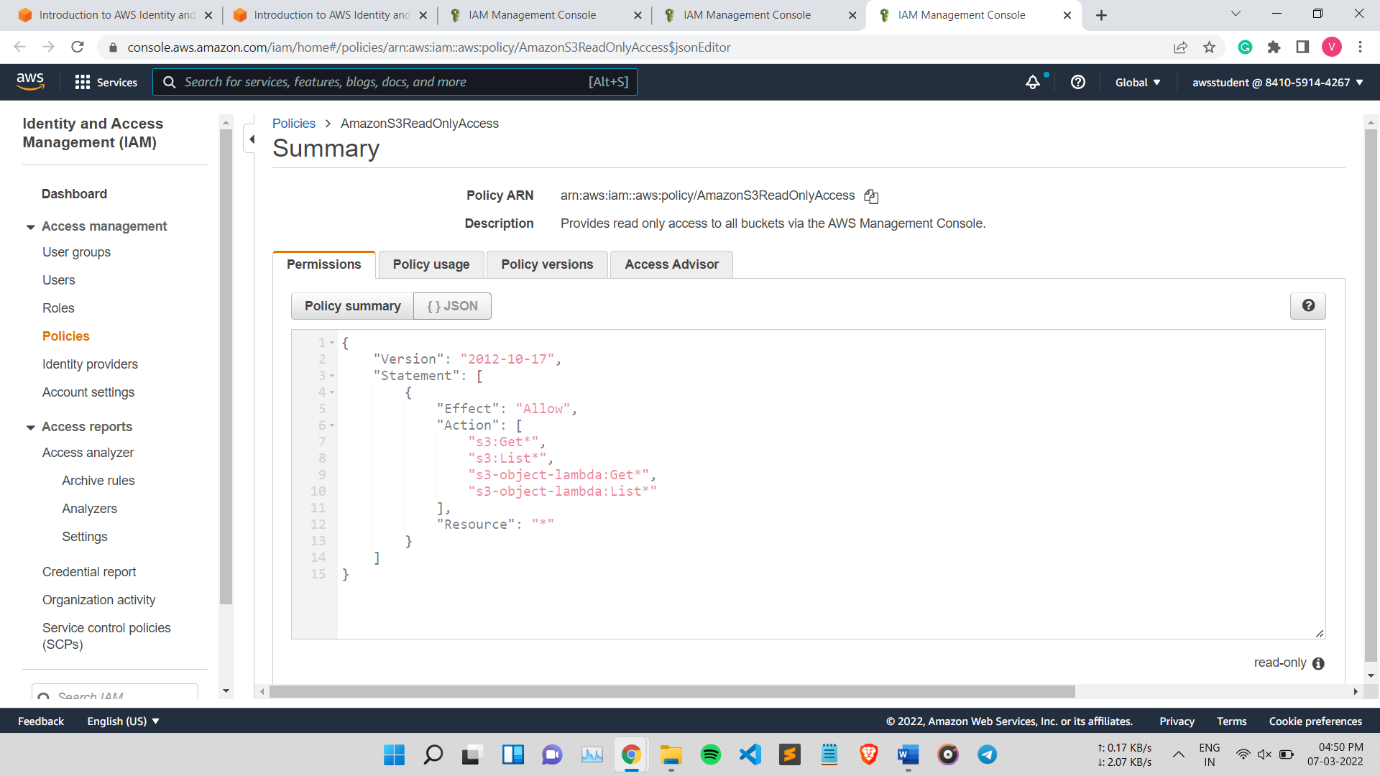 Introduction to AWS Identity and
Introduction to AWS Identity and
IAM Management Console
IAM Management Console
IAM Management Console
console.aws.amazon.com/iam/home#/policies/arn:aws:iam::aws:policy/AmazonS3ReadOnlyAccess$jsonEditor
V
aws
Services
Search for services, features, blogs, docs, and more
[Alt+S]
Global ▼
awsstudent @ 8410-5914-4267 ▼
Identity and Access
Management (IAM)
Dashboard
Access management
User groups
Users
Roles
Policies
Identity providers
Account settings
Access reports
Access analyzer
Archive rules
Analyzers
Settings
Credential report
Organization activity
Service control policies
(SCPs)
Search IAM
Policies > AmazonS3ReadOnlyAccess
Summary
Policy ARN arn:aws:iam::aws:policy/AmazonS3ReadOnlyAccess
Description Provides read only access to all buckets via the AWS Management Console.
Permissions Policy usage Policy versions Access Advisor
Policy summary { } JSON
1 {
2 "Version": "2012-10-17",
3 "Statement": [
4 {
5 "Effect": "Allow",
6 "Action": [
7 "s3:Get*",
8 "s3:List*",
9 "s3-object-lambda:Get*",
10 "s3-object-lambda:List*"
11 ],
12 "Resource": "*"
13 }
14 ]
15 }
read-only
Feedback English (US) ▼
© 2022, Amazon Web Services, Inc. or its affiliates. Privacy Terms Cookie preferences
↑: 0.17 KB/s
↓: 2.07 KB/s
ENG
IN
04:50 PM
07-03-2022